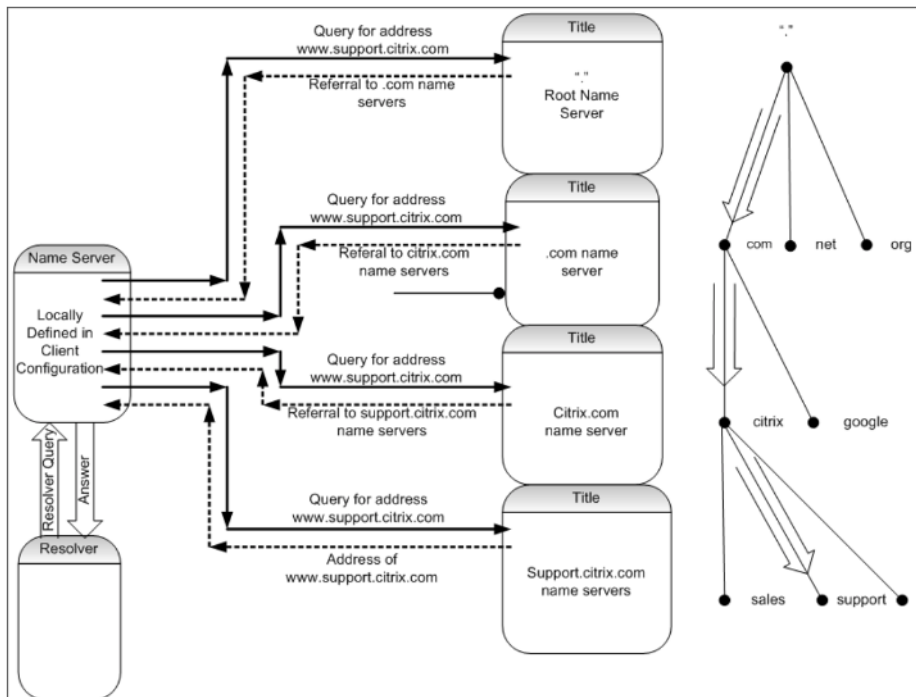 Query for address
www.support.citrix.com
Referral to .com name
servers
Title
"."
Root Name
Server
Query for address
www.support.citrix.com
Referal to citrix.com
name servers
Title
.com name
server
Name Server
Locally
Defined in
Client
Configuration
Query for address
www.support.citrix.com
Referral to support.citrix.com
name servers
Title
Citrix.com
name server
Query for address
www.support.citrix.com
Address of
www.support.citrix.com
Title
Support.citrix.com
name servers
Resolver Query
Answer
Resolver
"."
com
net
org
citrix
google
sales
support